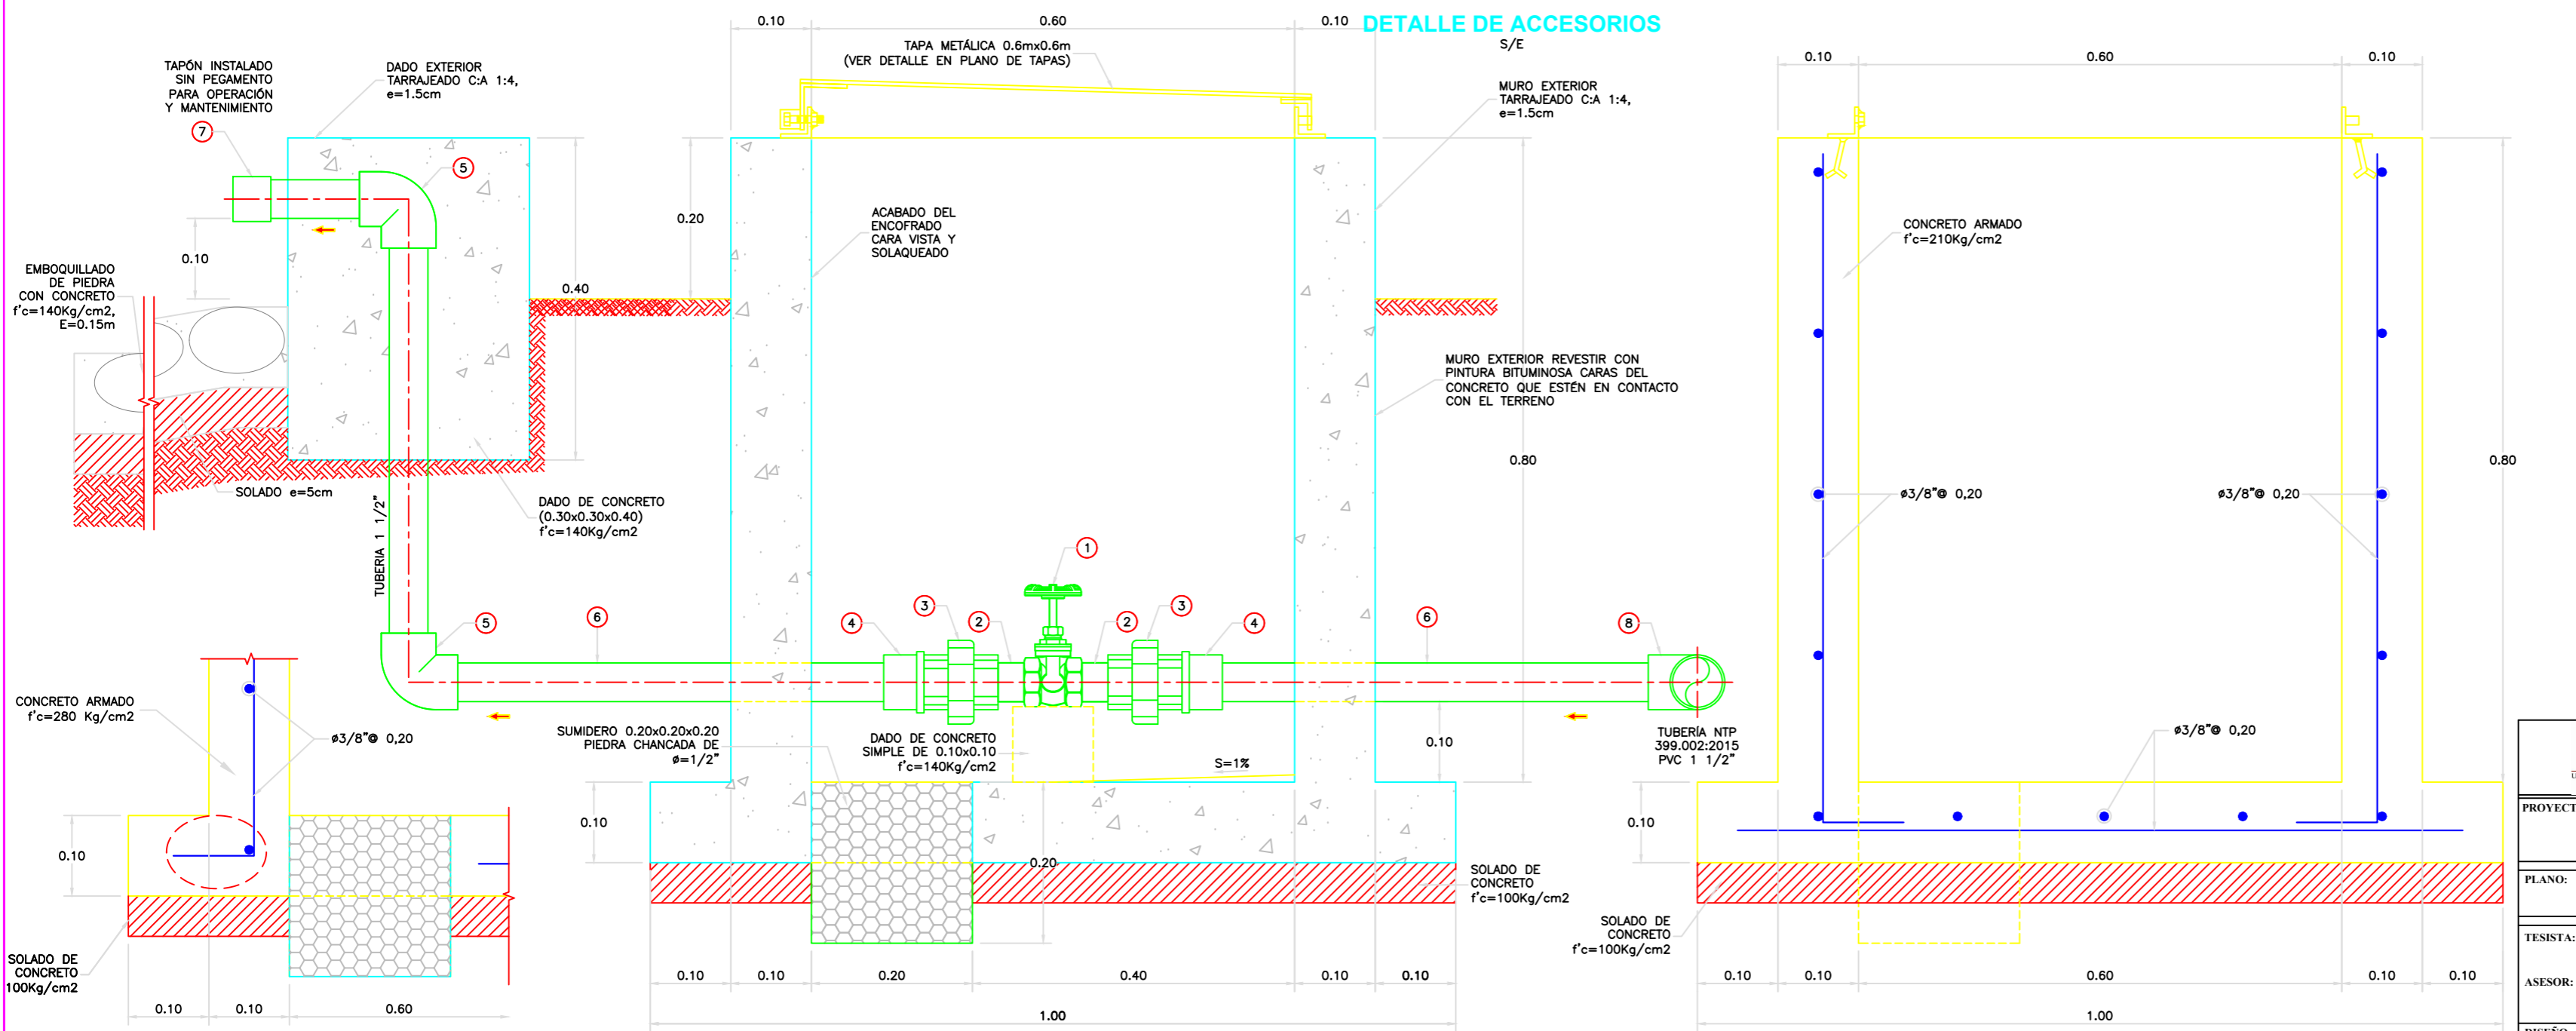 DETALLE DE ACCESORIOS
S/E
0.10
0.60
0.10
TAPA METÁLICA 0.6mx0.6m
(VER DETALLE EN PLANO DE TAPAS)
TAPÓN INSTALADO
SIN PEGAMENTO
PARA OPERACIÓN
Y MANTENIMIENTO
7
DADO EXTERIOR
TARRAJEADO C:A 1:4,
e=1.5cm
5
MURO EXTERIOR
TARRAJEADO C:A 1:4,
e=1.5cm
0.20
0.10
0.40
ACABADO DEL
ENCOFRADO
CARA VISTA Y
SOLAQUEADO
EMBOQUILLADO
DE PIEDRA
CON CONCRETO
f'c=140Kg/cm2,
E=0.15m
MURO EXTERIOR REVESTIR CON
PINTURA BITUMINOSA CARAS DEL
CONCRETO QUE ESTÉN EN CONTACTO
CON EL TERRENO
0.80
SOLADO e=5cm
DADO DE CONCRETO
(0.30x0.30x0.40)
f'c=140Kg/cm2
TUBERIA 1 1/2"
1
5
6
4
3
2
2
3
4
6
8
SUMIDERO 0.20x0.20x0.20
PIEDRA CHANCADA DE
ø=1/2"
DADO DE CONCRETO
SIMPLE DE 0.10x0.10
f'c=140Kg/cm2
S=1%
0.10
TUBERÍA NTP
399.002:2015
PVC 1 1/2"
0.10
0.20
SOLADO DE
CONCRETO
f'c=100Kg/cm2
0.10
0.10
0.20
0.40
0.10
0.10
1.00
CONCRETO ARMADO
f'c=280 Kg/cm2
ø3/8"@ 0,20
0.10
SOLADO DE
CONCRETO
100Kg/cm2
0.10
0.10
0.60
0.10
0.60
0.10
CONCRETO ARMADO
f'c=210Kg/cm2
0.80
ø3/8"@ 0,20
ø3/8"@ 0,20
ø3/8"@ 0,20
0.10
SOLADO DE
CONCRETO
f'c=100Kg/cm2
0.10
0.10
0.60
0.10
0.10
1.00
PROYECT
PLANO:
TESISTA:
ASESOR: